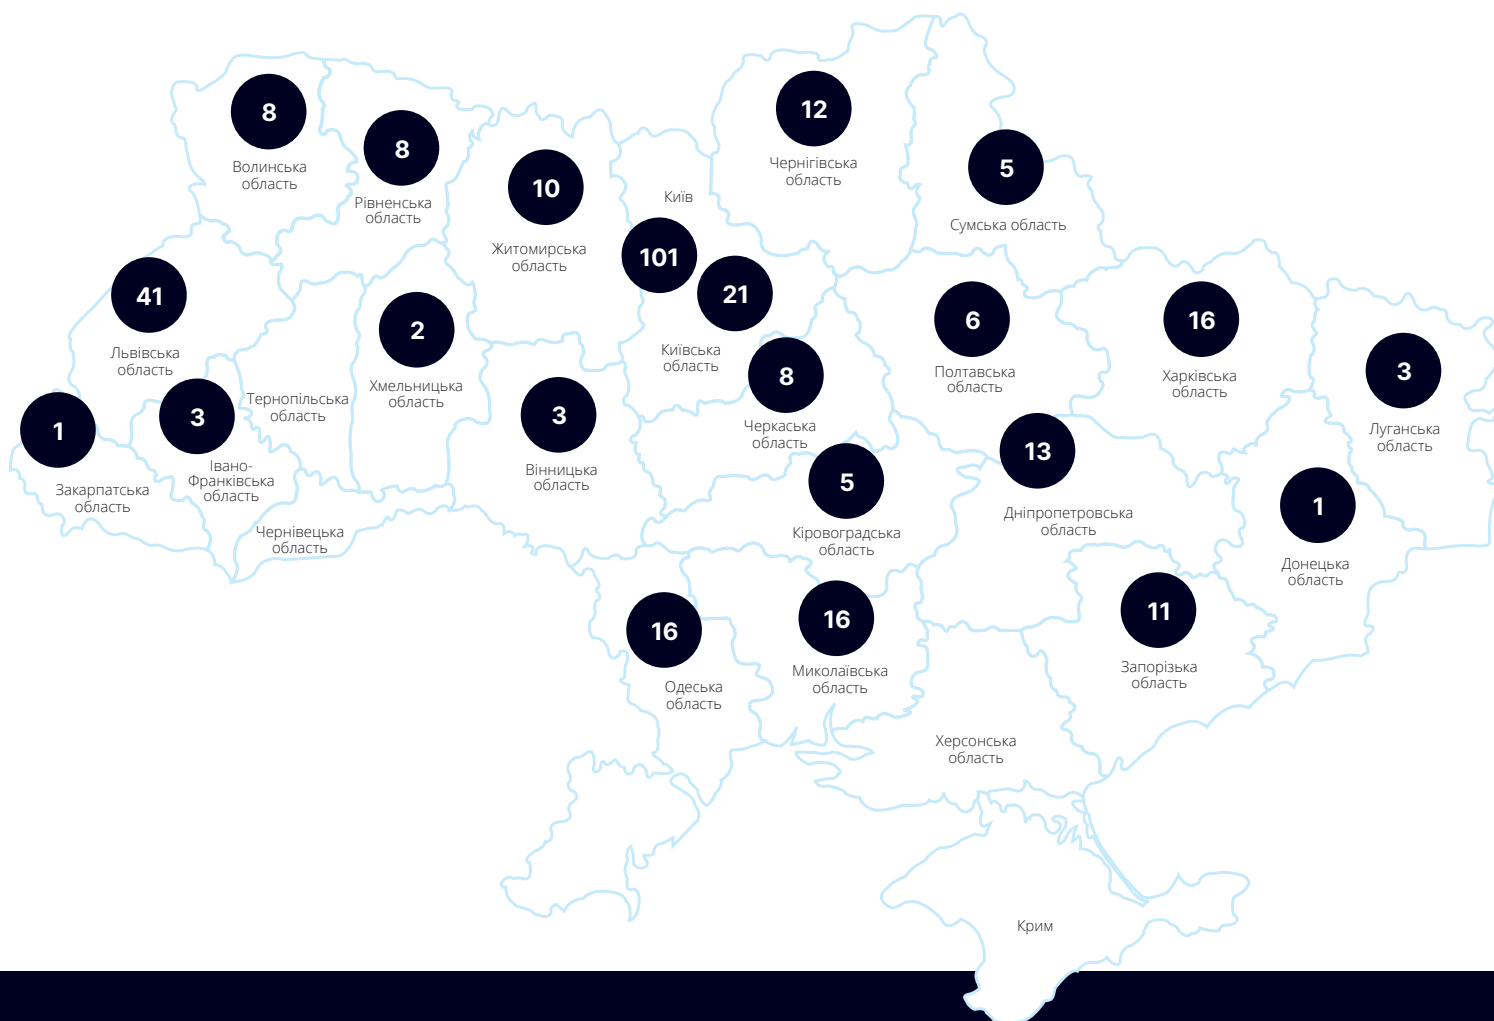 8
Волинська
область
8
Рівненська
область
10
Житомирська
область
Київ
101
21
Київська
область
12
Чернігівська
область
5
Сумська область
41
Львівська
область
2
Хмельницька
область
Тернопільська
область
3
Івано-
Франківська
область
1
Закарпатська
область
Чернівецька
область
3
Вінницька
область
8
Черкаська
область
6
Полтавська
область
16
Харківська
область
3
Луганська
область
5
Кіровоградська
область
13
Дніпропетровська
область
1
Донецька
область
16
Одеська
область
16
Миколаївська
область
11
Запорізька
область
Херсонська
область
Крим